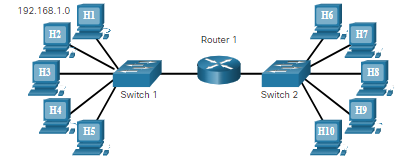 192.168.1.0
H1
H2
H3
H4
H5
Switch 1
Router 1
Switch 2
H6
H7
H8
H9
H10